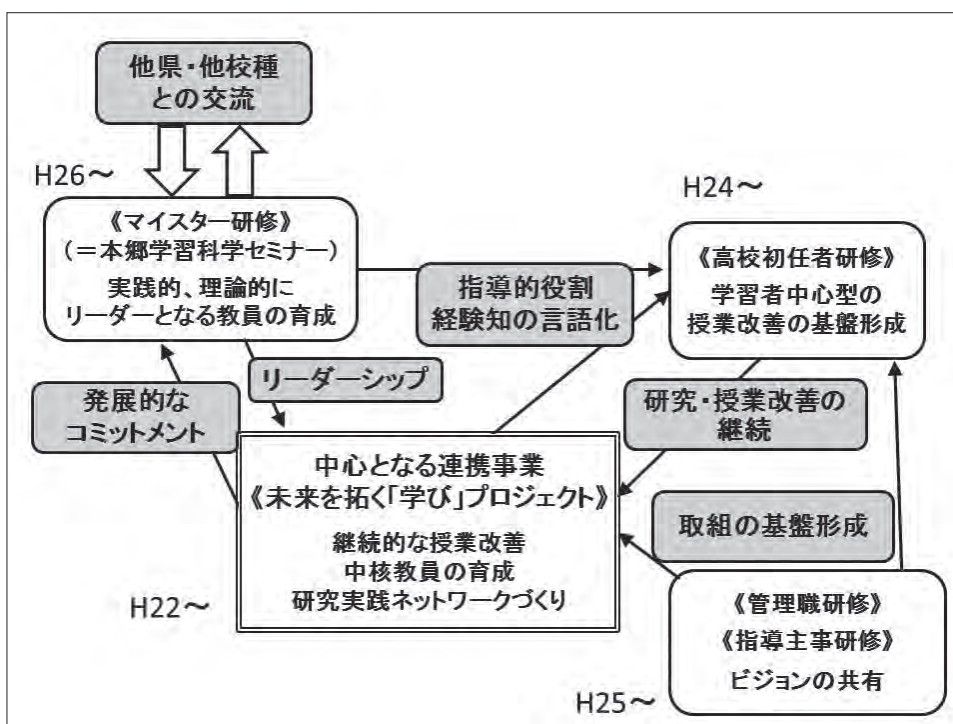 他県・他校種
との交流
H26～
《マイスター研修》
（＝本郷学習科学セミナー）
実践的、理論的に
リーダーとなる教員の育成
H24～
《高校初任者研修》
学習者中心型の
授業改善の基盤形成
指導的役割
経験知の言語化
リーダーシップ
発展的な
コミットメント
研究・授業改善の
継続
中心となる連携事業
《未来を拓く「学び」プロジェクト》
継続的な授業改善
中核教員の育成
研究実践ネットワークづくり
H22～
取組の基盤形成
《管理職研修》
《指導主事研修》
ビジョンの共有
H25～